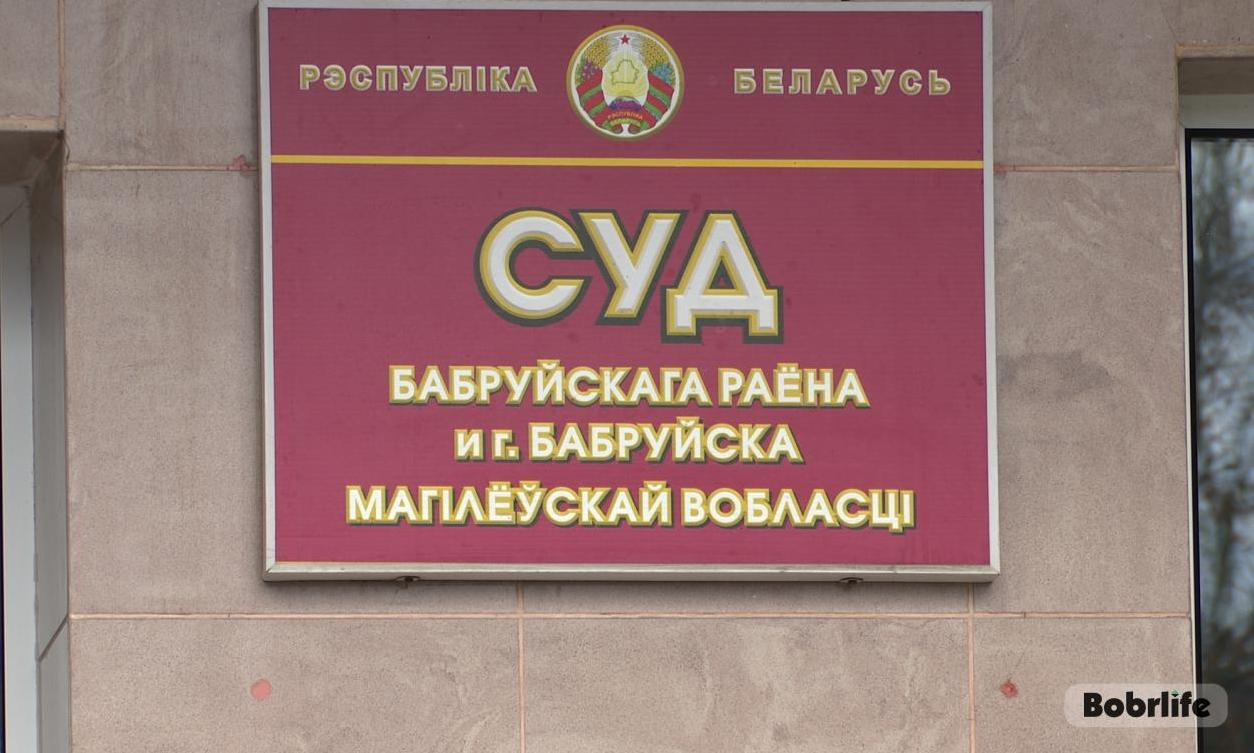 РЭСПУБЛІКА БЕЛАРУСЬ
СУД
БАБРУЙСКАГА РАЁНА
и г. БАБРУЙСКА
МАГІЛЁЎСКАЙ ВОБЛАСЦІ
Bobrlife